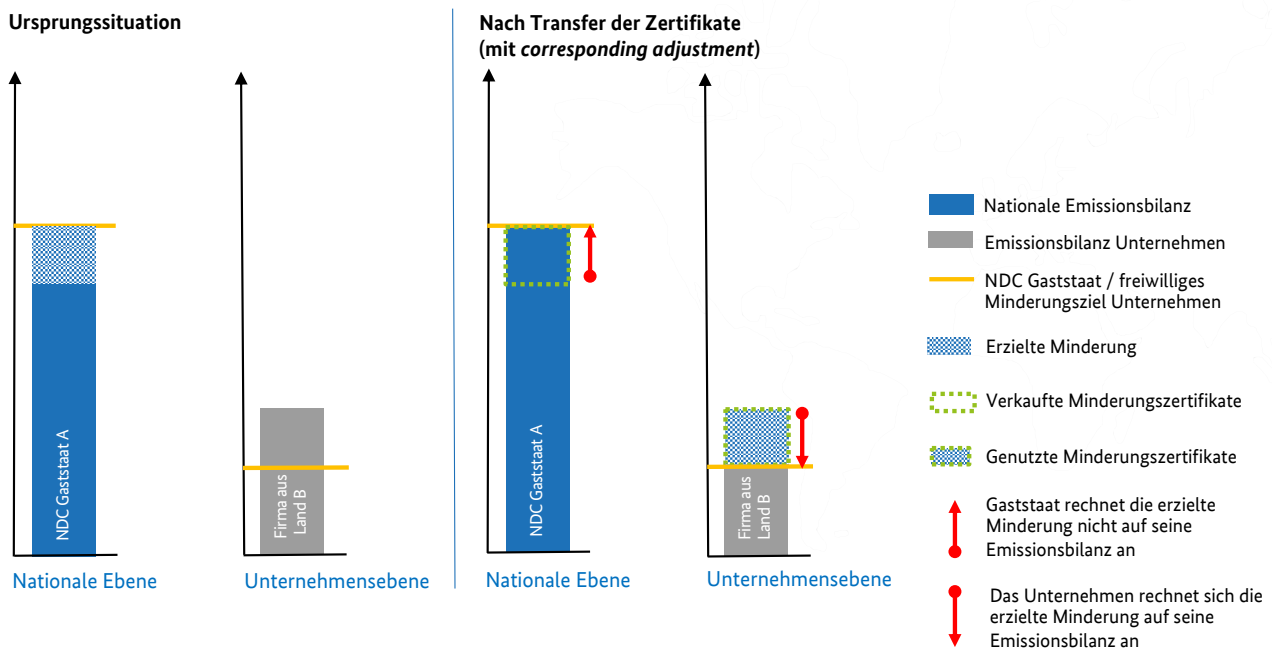 Ursprungssituation
Nach Transfer der Zertifikate
(mit corresponding adjustment)
NDC Gaststaat A
Firma aus
Land B
NDC Gaststaat A
Firma aus
Land B
Nationale Ebene
Unternehmensebene
Nationale Ebene
Unternehmensebene
Nationale Emissionsbilanz
Emissionsbilanz Unternehmen
NDC Gaststaat / freiwilliges
Minderungsziel Unternehmen
Erzielte Minderung
Verkaufte Minderungszertifikate
Genutzte Minderungszertifikate
Gaststaat rechnet die erzielte
Minderung nicht auf seine
Emissionsbilanz an
Das Unternehmen rechnet sich die
erzielte Minderung auf seine
Emissionsbilanz an